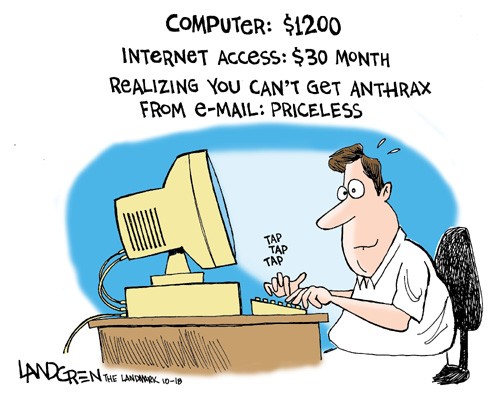 COMPUTER: $1200
INTERNET ACCESS: $30 MONTH
REALIZING YOU CAN'T GET ANTHRAX
FROM e-MAIL: PRICELESS
TAP
TAP
TAP
LANDGREN THE LANDMARK 10-18